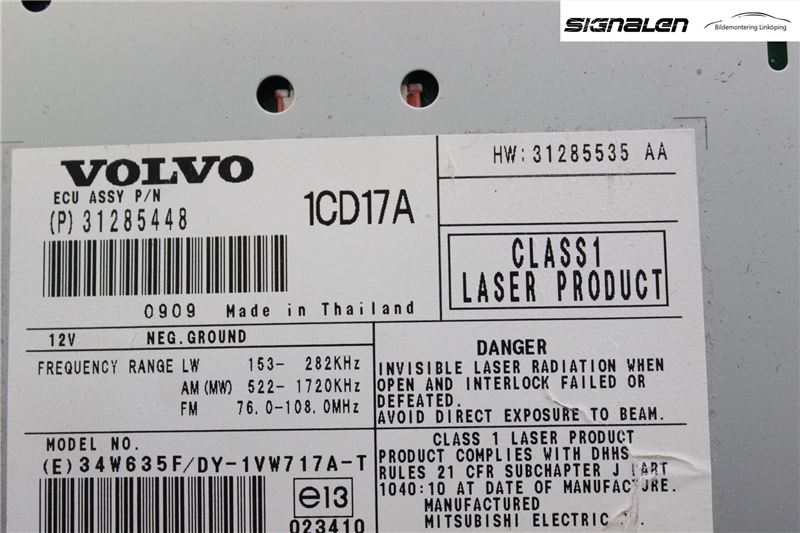 SIGNALEN
Bildemontering Linköping
VOLVO
ECU ASSY P/N
(P) 31285448
1CD17A
HW: 31285535 AA
CLASS1
LASER PRODUCT
0909 Made in Thailand
12V NEG. GROUND
FREQUENCY RANGE LW 153- 282KHz
AM (MW) 522- 1720KHz
FM 76.0-108.0MHz
DANGER
INVISIBLE LASER RADIATION WHEN
OPEN AND INTERLOCK FAILED OR
DEFEATED.
AVOID DIRECT EXPOSURE TO BEAM.
MODEL NO.
(E) 34W635F/DY-1VW717A-T
e13
023410
CLASS 1 LASER PRODUCT
PRODUCT COMPLIES WITH DHHS
RULES 21 CFR SUBCHAPTER J PART
1040:10 AT DATE OF MANUFACTURE.
MANUFACTURED
MITSUBISHI ELECTRIC